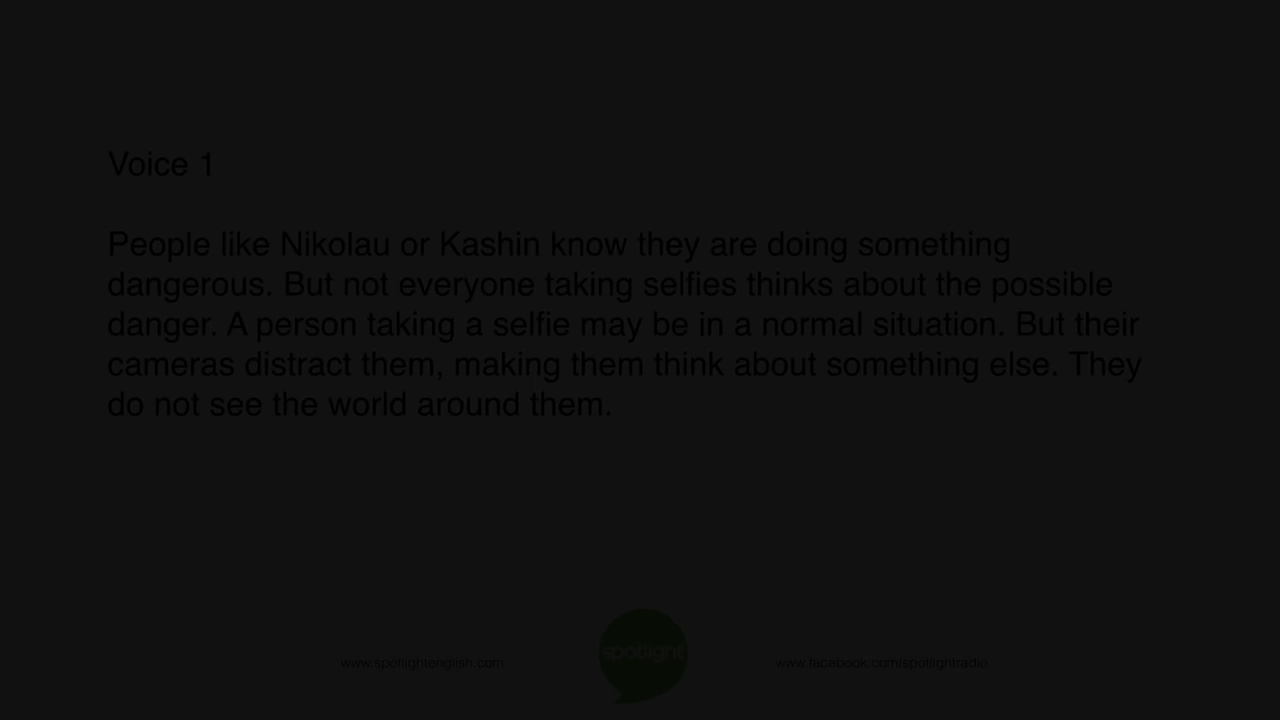 Voice 1
People like Nikolau or Kashin know they are doing something
dangerous. But not everyone taking selfies thinks about the possible
danger. A person taking a selfie may be in a normal situation. But their
cameras distract them, making them think about something else. They
do not see the world around them.
spotlight
www.spotlightenglish.com
www.facebook.com/spotlightradio